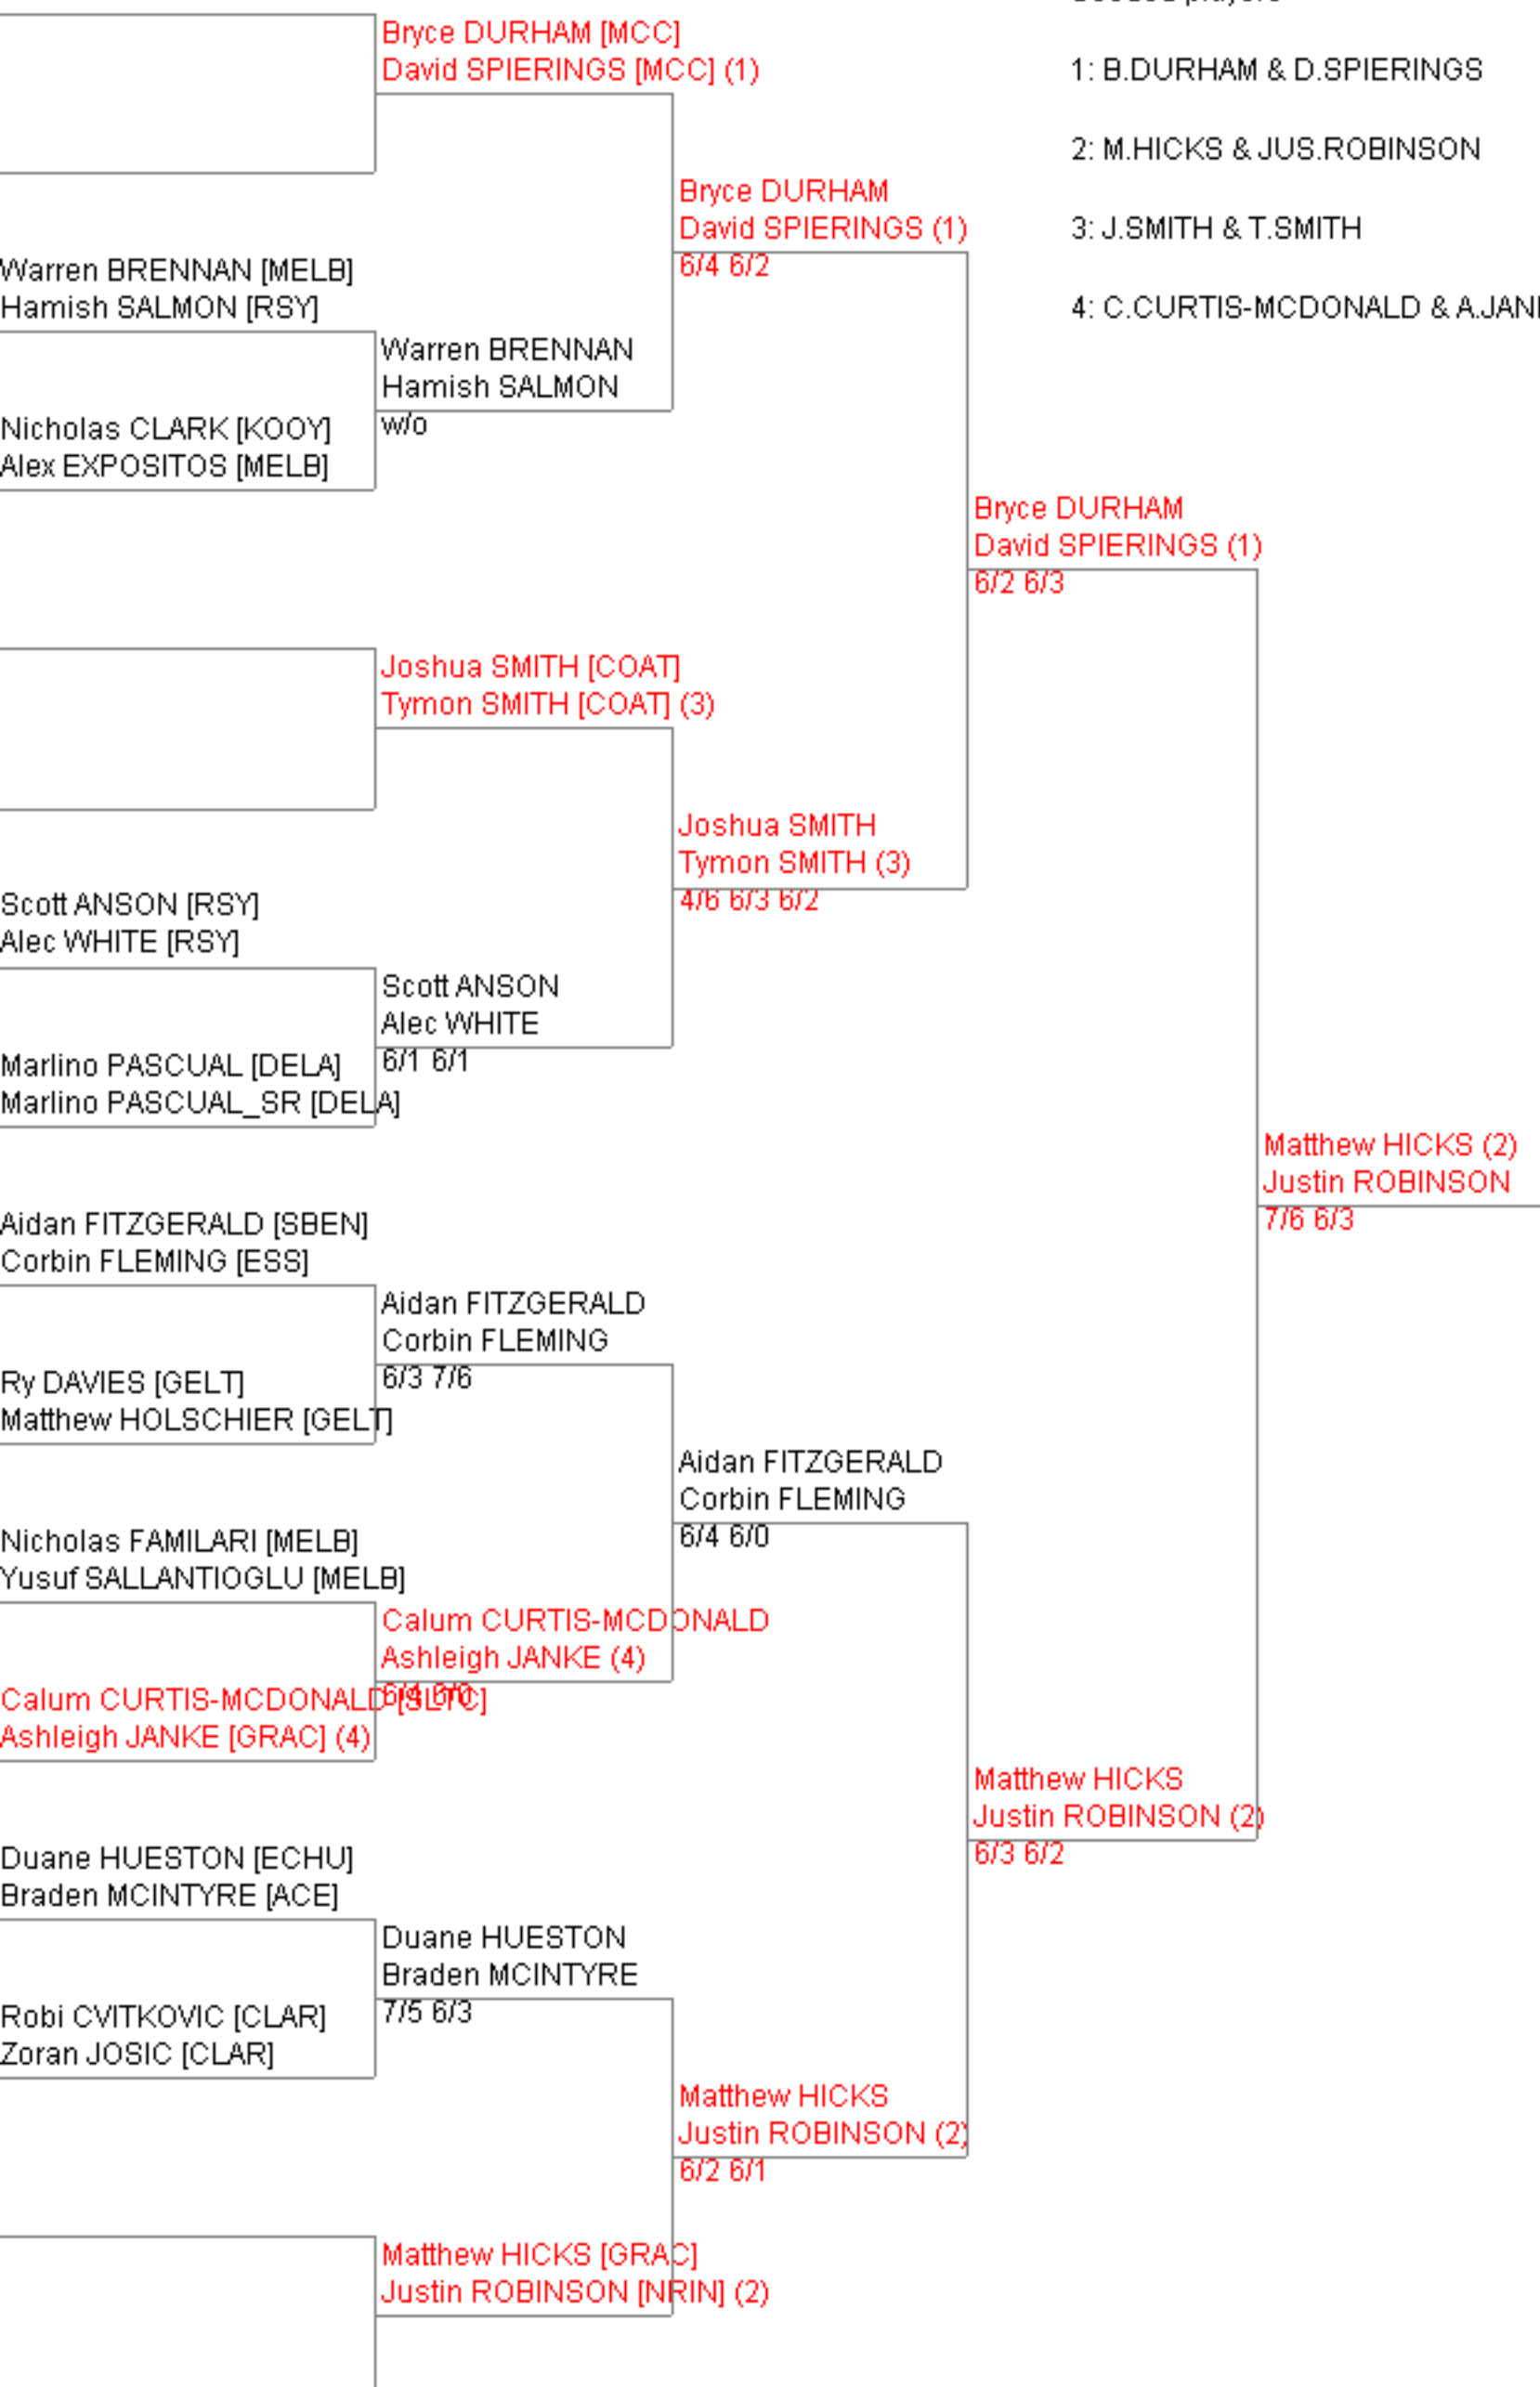 Bryce DURHAM [MCC]
David SPIERINGS [MCC] (1)
1: B.DURHAM & D.SPIERINGS
2: M.HICKS & JUS.ROBINSON
Bryce DURHAM
David SPIERINGS (1)
6/4 6/2
3: J.SMITH & T.SMITH
Warren BRENNAN [MELB]
Hamish SALMON [RSY]
4: C.CURTIS-MCDONALD &
Warren BRENNAN
Hamish SALMON
w/o
Nicholas CLARK [KOOY]
Alex EXPOSITOS [MELB]
Bryce DURHAM
David SPIERINGS (1)
6/2 6/3
Joshua SMITH [COAT]
Tymon SMITH [COAT] (3)
Joshua SMITH
Tymon SMITH (3)
4/6 6/3 6/2
Scott ANSON [RSY]
Alec WHITE [RSY]
Scott ANSON
Alec WHITE
6/1 6/1
Marlino PASCUAL [DELA]
Marlino PASCUAL_SR [DELA]
Matthew HICKS (2)
Justin ROBINSON
7/6 6/3
Aidan FITZGERALD [SBEN]
Corbin FLEMING [ESS]
Aidan FITZGERALD
Corbin FLEMING
6/3 7/6
Ry DAVIES [GELT]
Matthew HOLSCHIER [GELT]
Aidan FITZGERALD
Corbin FLEMING
6/4 6/0
Nicholas FAMILARI [MELB]
Yusuf SALLANTIOGLU [MELB]
Calum CURTIS-MCDONALD
Ashleigh JANKE (4)
Calum CURTIS-MCDONALD [SLTC]
Ashleigh JANKE [GRAC] (4)
Matthew HICKS
Justin ROBINSON (2)
6/3 6/2
Duane HUESTON [ECHU]
Braden MCINTYRE [ACE]
Duane HUESTON
Braden MCINTYRE
7/5 6/3
Robi CVITKOVIC [CLAR]
Zoran JOSIC [CLAR]
Matthew HICKS
Justin ROBINSON (2)
6/2 6/1
Matthew HICKS [GRAC]
Justin ROBINSON [NRIN] (2)